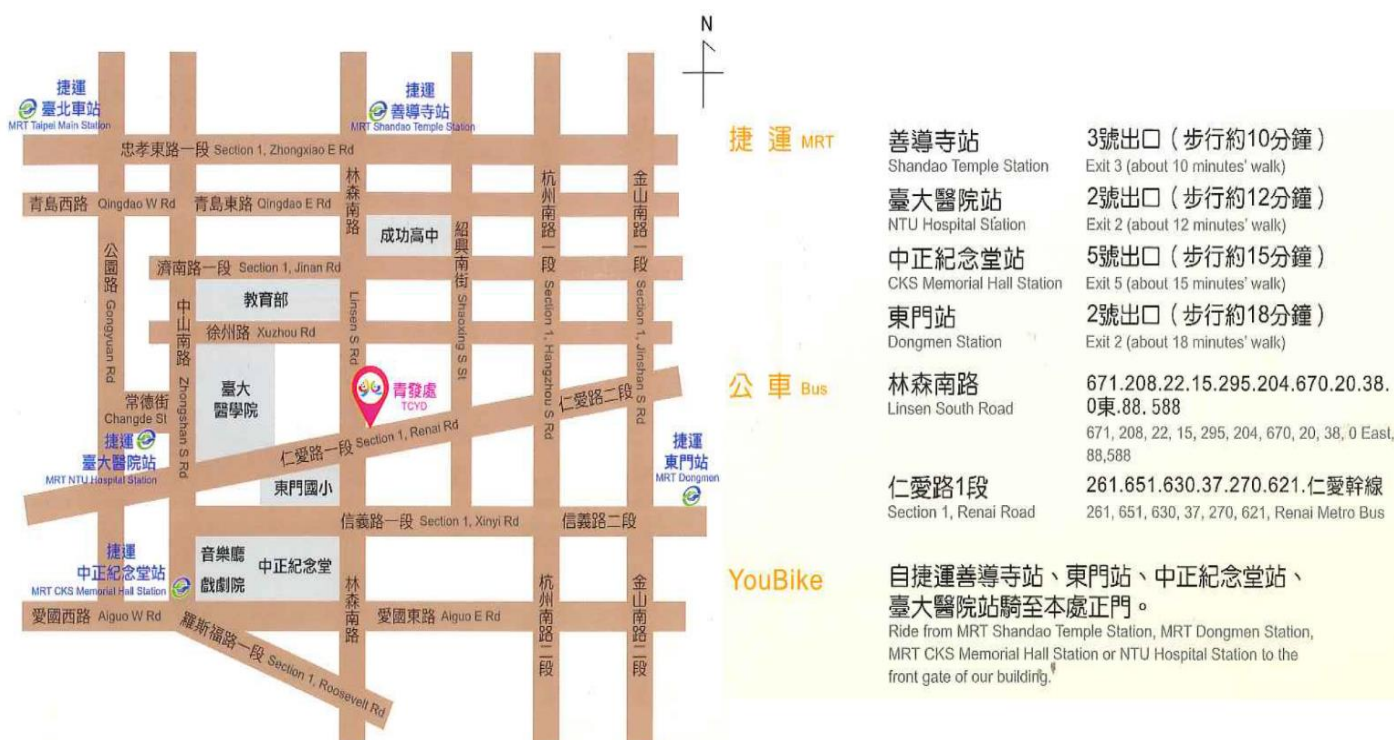 N
捷運
臺北車站
MRT Taipei Main Station
捷運
善導寺站
MRT Shandao Temple Station
忠孝東路一段 Section 1, Zhongxiao E Rd
青島西路 Qingdao W Rd
青島東路 Qingdao E Rd
林森南路
杭州南路一段 Section 1, Hangzhou S Rd
金山南路一段 Section 1, Jinshan S Rd
成功高中
紹興南街 Shaoxing S St
公園路 Gongyuan Rd
濟南路一段 Section 1, Jinan Rd
中山南路 Zhongshan S Rd
教育部
Linsen S Rd
徐州路 Xuzhou Rd
臺大
醫學院
青發處
TCYD
常德街
Changde St
仁愛路一段 Section 1, Renai Rd
仁愛路二段
捷運
臺大醫院站
MRT NTU Hospital Station
捷運
東門站
MRT Dongmen
東門國小
信義路一段 Section 1, Xinyi Rd
信義路二段
捷運
中正紀念堂站
MRT CKS Memorial Hall Station
音樂廳
戲劇院
中正紀念堂
林森南路
杭州南路二段
金山南路二段
愛國西路 Aiguo W Rd
愛國東路 Aiguo E Rd
羅斯福路一段 Section 1, Roosevelt Rd
捷運 MRT
善導寺站 3號出口（步行約10分鐘）
Shandao Temple Station Exit 3 (about 10 minutes' walk)
臺大醫院站 2號出口（步行約12分鐘）
NTU Hospital Station Exit 2 (about 12 minutes' walk)
中正紀念堂站 5號出口（步行約15分鐘）
CKS Memorial Hall Station Exit 5 (about 15 minutes' walk)
東門站 2號出口（步行約18分鐘）
Dongmen Station Exit 2 (about 18 minutes' walk)
公車 Bus
林森南路 671.208.22.15.295.204.670.20.38.
0東.88. 588
Linsen South Road 671, 208, 22, 15, 295, 204, 670, 20, 38, 0 East,
88,588
仁愛路1段 261.651.630.37.270.621.仁愛幹線
Section 1, Renai Road 261, 651, 630, 37, 270, 621, Renai Metro Bus
YouBike
自捷運善導寺站、東門站、中正紀念堂站、
臺大醫院站騎至本處正門。
Ride from MRT Shandao Temple Station, MRT Dongmen Station,
MRT CKS Memorial Hall Station or NTU Hospital Station to the
front gate of our building.